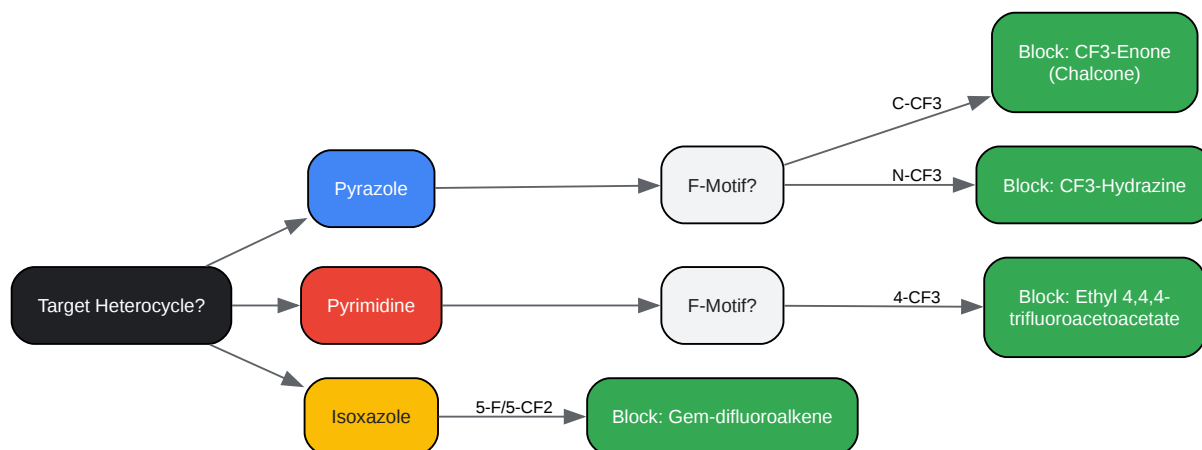 Block: CF3-Enone
(Chalcone)
C-CF3
Pyrazole
F-Motif?
N-CF3
Block: CF3-Hydrazine
Target Heterocycle?
Pyrimidine
F-Motif?
4-CF3
Block: Ethyl 4,4,4-
trifluoroacetoacetate
Isoxazole
5-F/5-CF2
Block: Gem-difluoroalkene